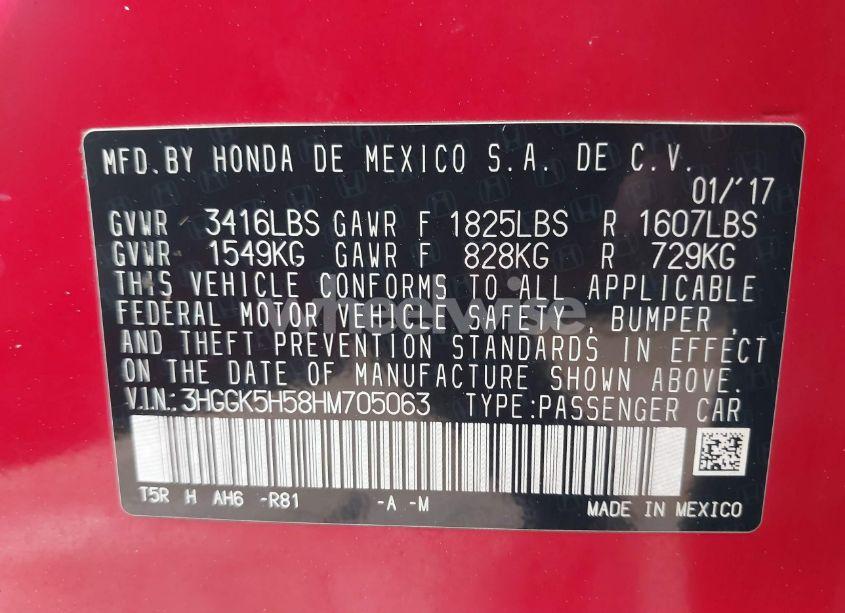 MFD. BY HONDA DE MEXICO S.A. DE C.V.
01/'17
GVWR 3416LBS GAWR F 1825LBS R 1607LBS
GVWR 1549KG GAWR F 828KG R 729KG
THIS VEHICLE CONFORMS TO ALL APPLICABLE
FEDERAL MOTOR VEHICLE SAFETY, BUMPER,
AND THEFT PREVENTION STANDARDS IN EFFECT
ON THE DATE OF MANUFACTURE SHOWN ABOVE.
V.I.N.: 3HGGK5H58HM705063 TYPE: PASSENGER CAR
T5R H AH6 -R81 -A -M
MADE IN MEXICO
wheelwise